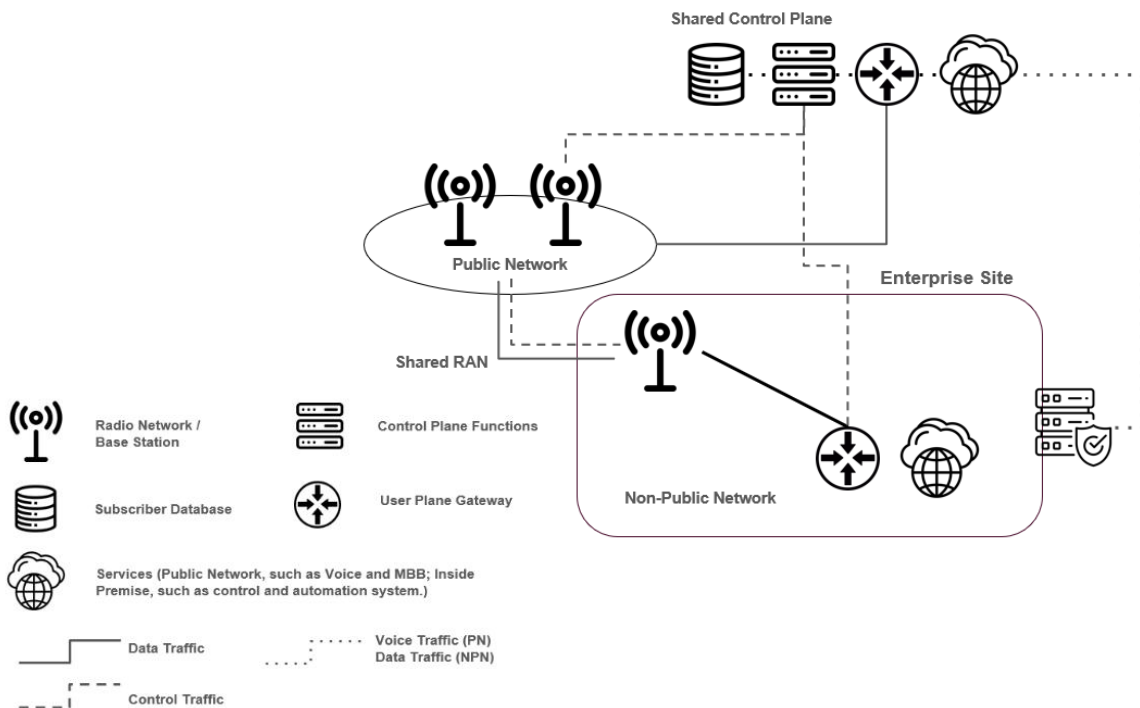 Shared Control Plane
Public Network
Enterprise Site
Shared RAN
Non-Public Network
Radio Network /
Base Station
Control Plane Functions
Subscriber Database
User Plane Gateway
Services (Public Network, such as Voice and MBB; Inside
Premise, such as control and automation system.)
Data Traffic
Voice Traffic (PN)
Data Traffic (NPN)
Control Traffic